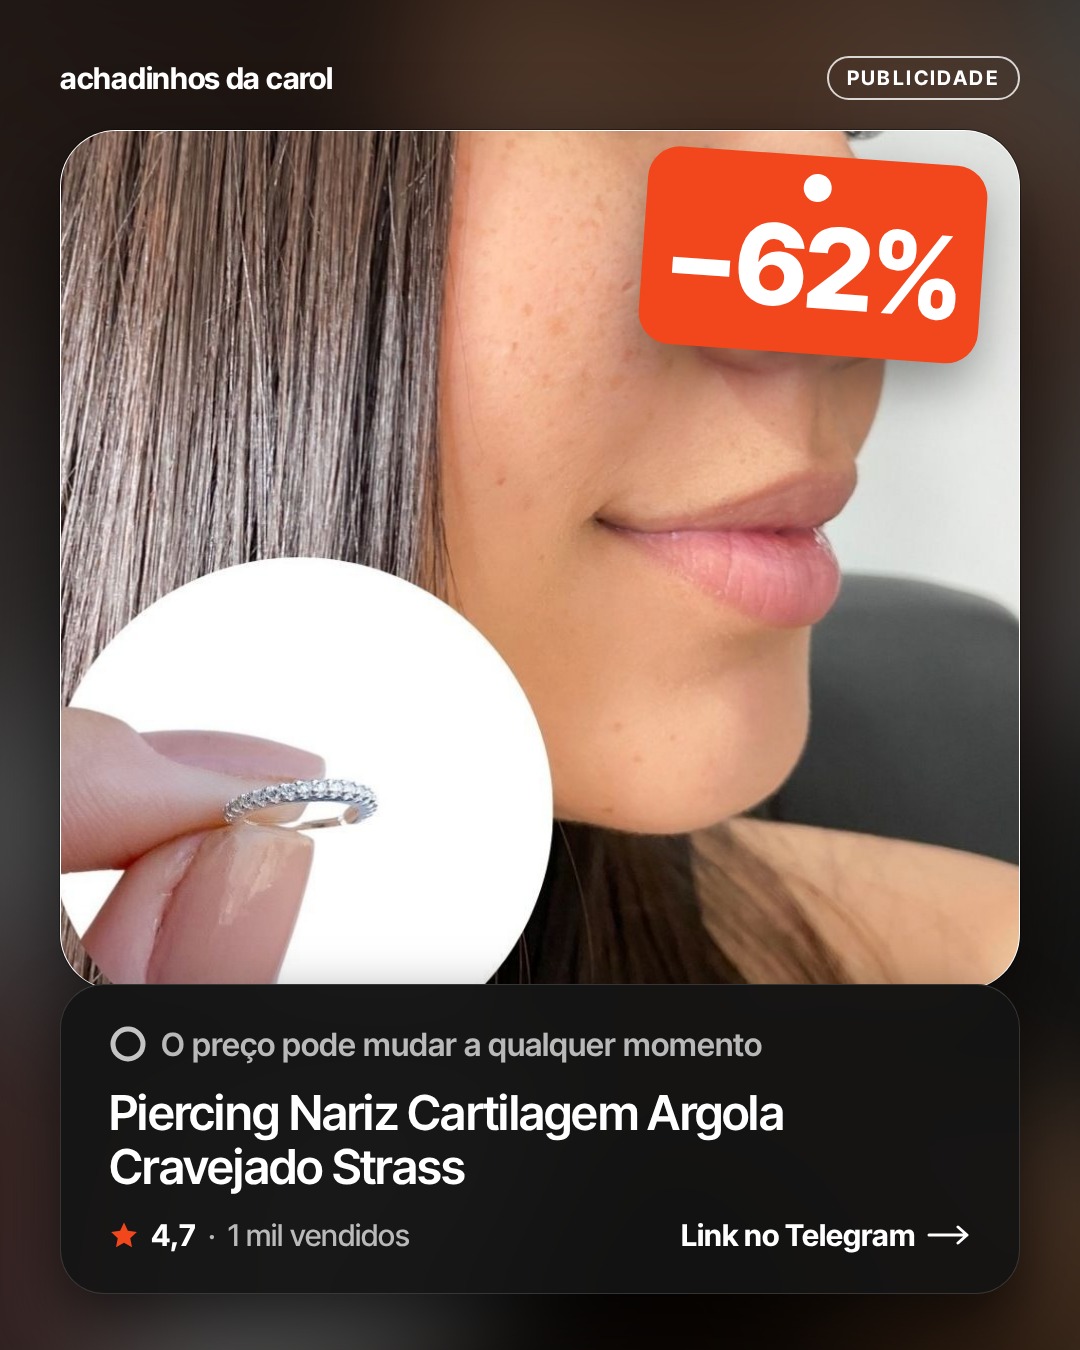 achadinhos da carol
PUBLICIDADE
–62%
O preço pode mudar a qualquer momento
Piercing Nariz Cartilagem Argola
Cravejado Strass
4,7 · 1 mil vendidos
Link no Telegram →